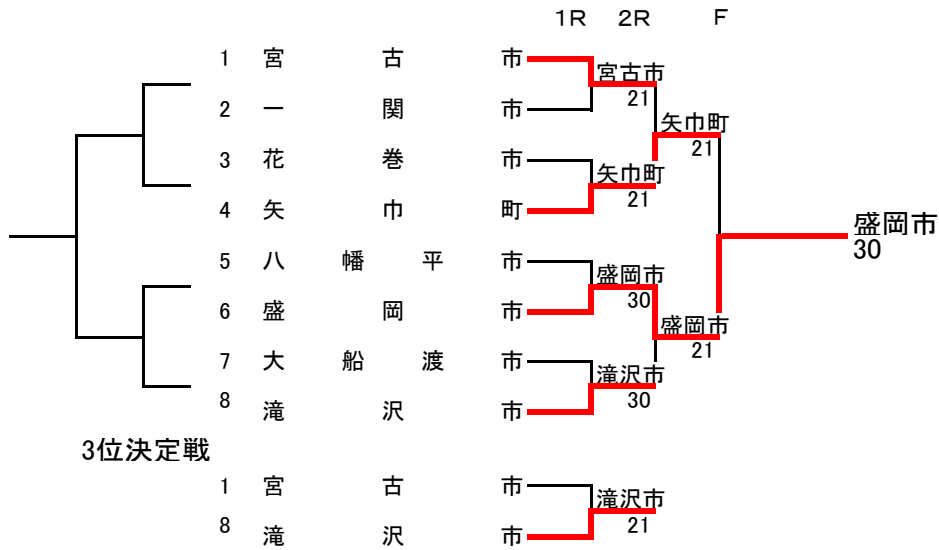 1R 2R F
1 宮古市
宮古市
21
2 一関市
矢巾町
21
3 花巻市
矢巾町
21
4 矢巾町
盛岡市
30
5 八幡平市
盛岡市
30
6 盛岡市
盛岡市
21
7 大船渡市
滝沢市
30
8 滝沢市
3位決定戦
1 宮古市
滝沢市
21
8 滝沢市